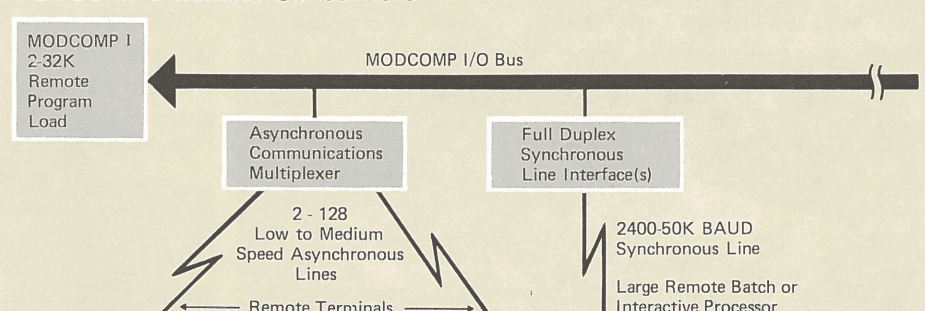 MODCOMP I
2-32K
Remote
Program
Load
MODCOMP I/O Bus
Asynchronous
Communications
Multiplexer
Full Duplex
Synchronous
Line Interface(s)
2 - 128
Low to Medium
Speed Asynchronous
Lines
2400-50K BAUD
Synchronous Line
Large Remote Batch or
Interactive Processor
Remote Terminals